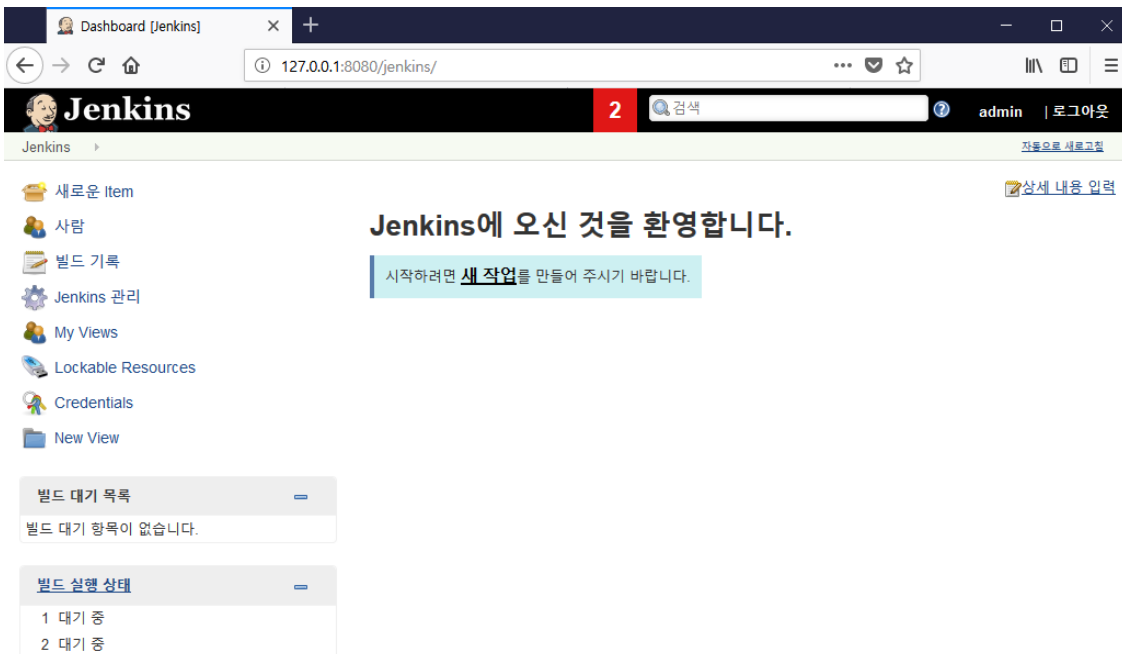 Dashboard [Jenkins]
127.0.0.1:8080/jenkins/
Jenkins
2
검색
admin
| 로그아웃
Jenkins
자동으로 새로고침
새로운 Item
사람
빌드 기록
Jenkins 관리
My Views
Lockable Resources
Credentials
New View
상세 내용 입력
Jenkins에 오신 것을 환영합니다.
시작하려면 새 작업를 만들어 주시기 바랍니다.
빌드 대기 목록
빌드 대기 항목이 없습니다.
빌드 실행 상태
1 대기 중
2 대기 중